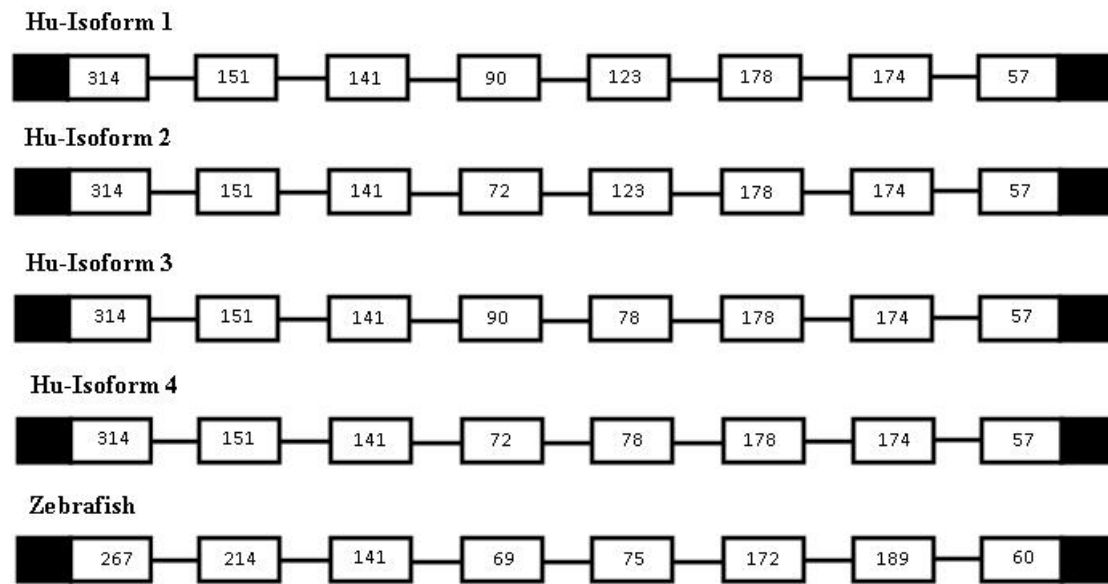 Hu-Isoform 1
314 151 141 90 123 178 174 57
Hu-Isoform 2
314 151 141 72 123 178 174 57
Hu-Isoform 3
314 151 141 90 78 178 174 57
Hu-Isoform 4
314 151 141 72 78 178 174 57
Zebrafish
267 214 141 69 75 172 189 60